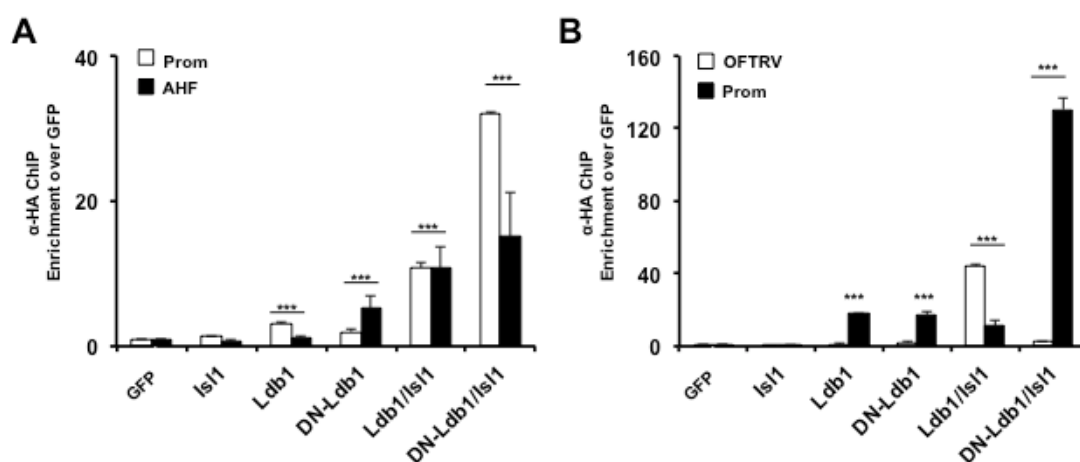 A
α-HA ChIP
Enrichment over GFP
40
20
0
Prom
AHF
***
***
***
***
GFP
Isl1
Ldb1
DN-Ldb1
Ldb1/Isl1
DN-Ldb1/Isl1
B
α-HA ChIP
Enrichment over GFP
160
120
80
40
0
OFTRV
Prom
***
***
***
***
GFP
Isl1
Ldb1
DN-Ldb1
Ldb1/Isl1
DN-Ldb1/Isl1